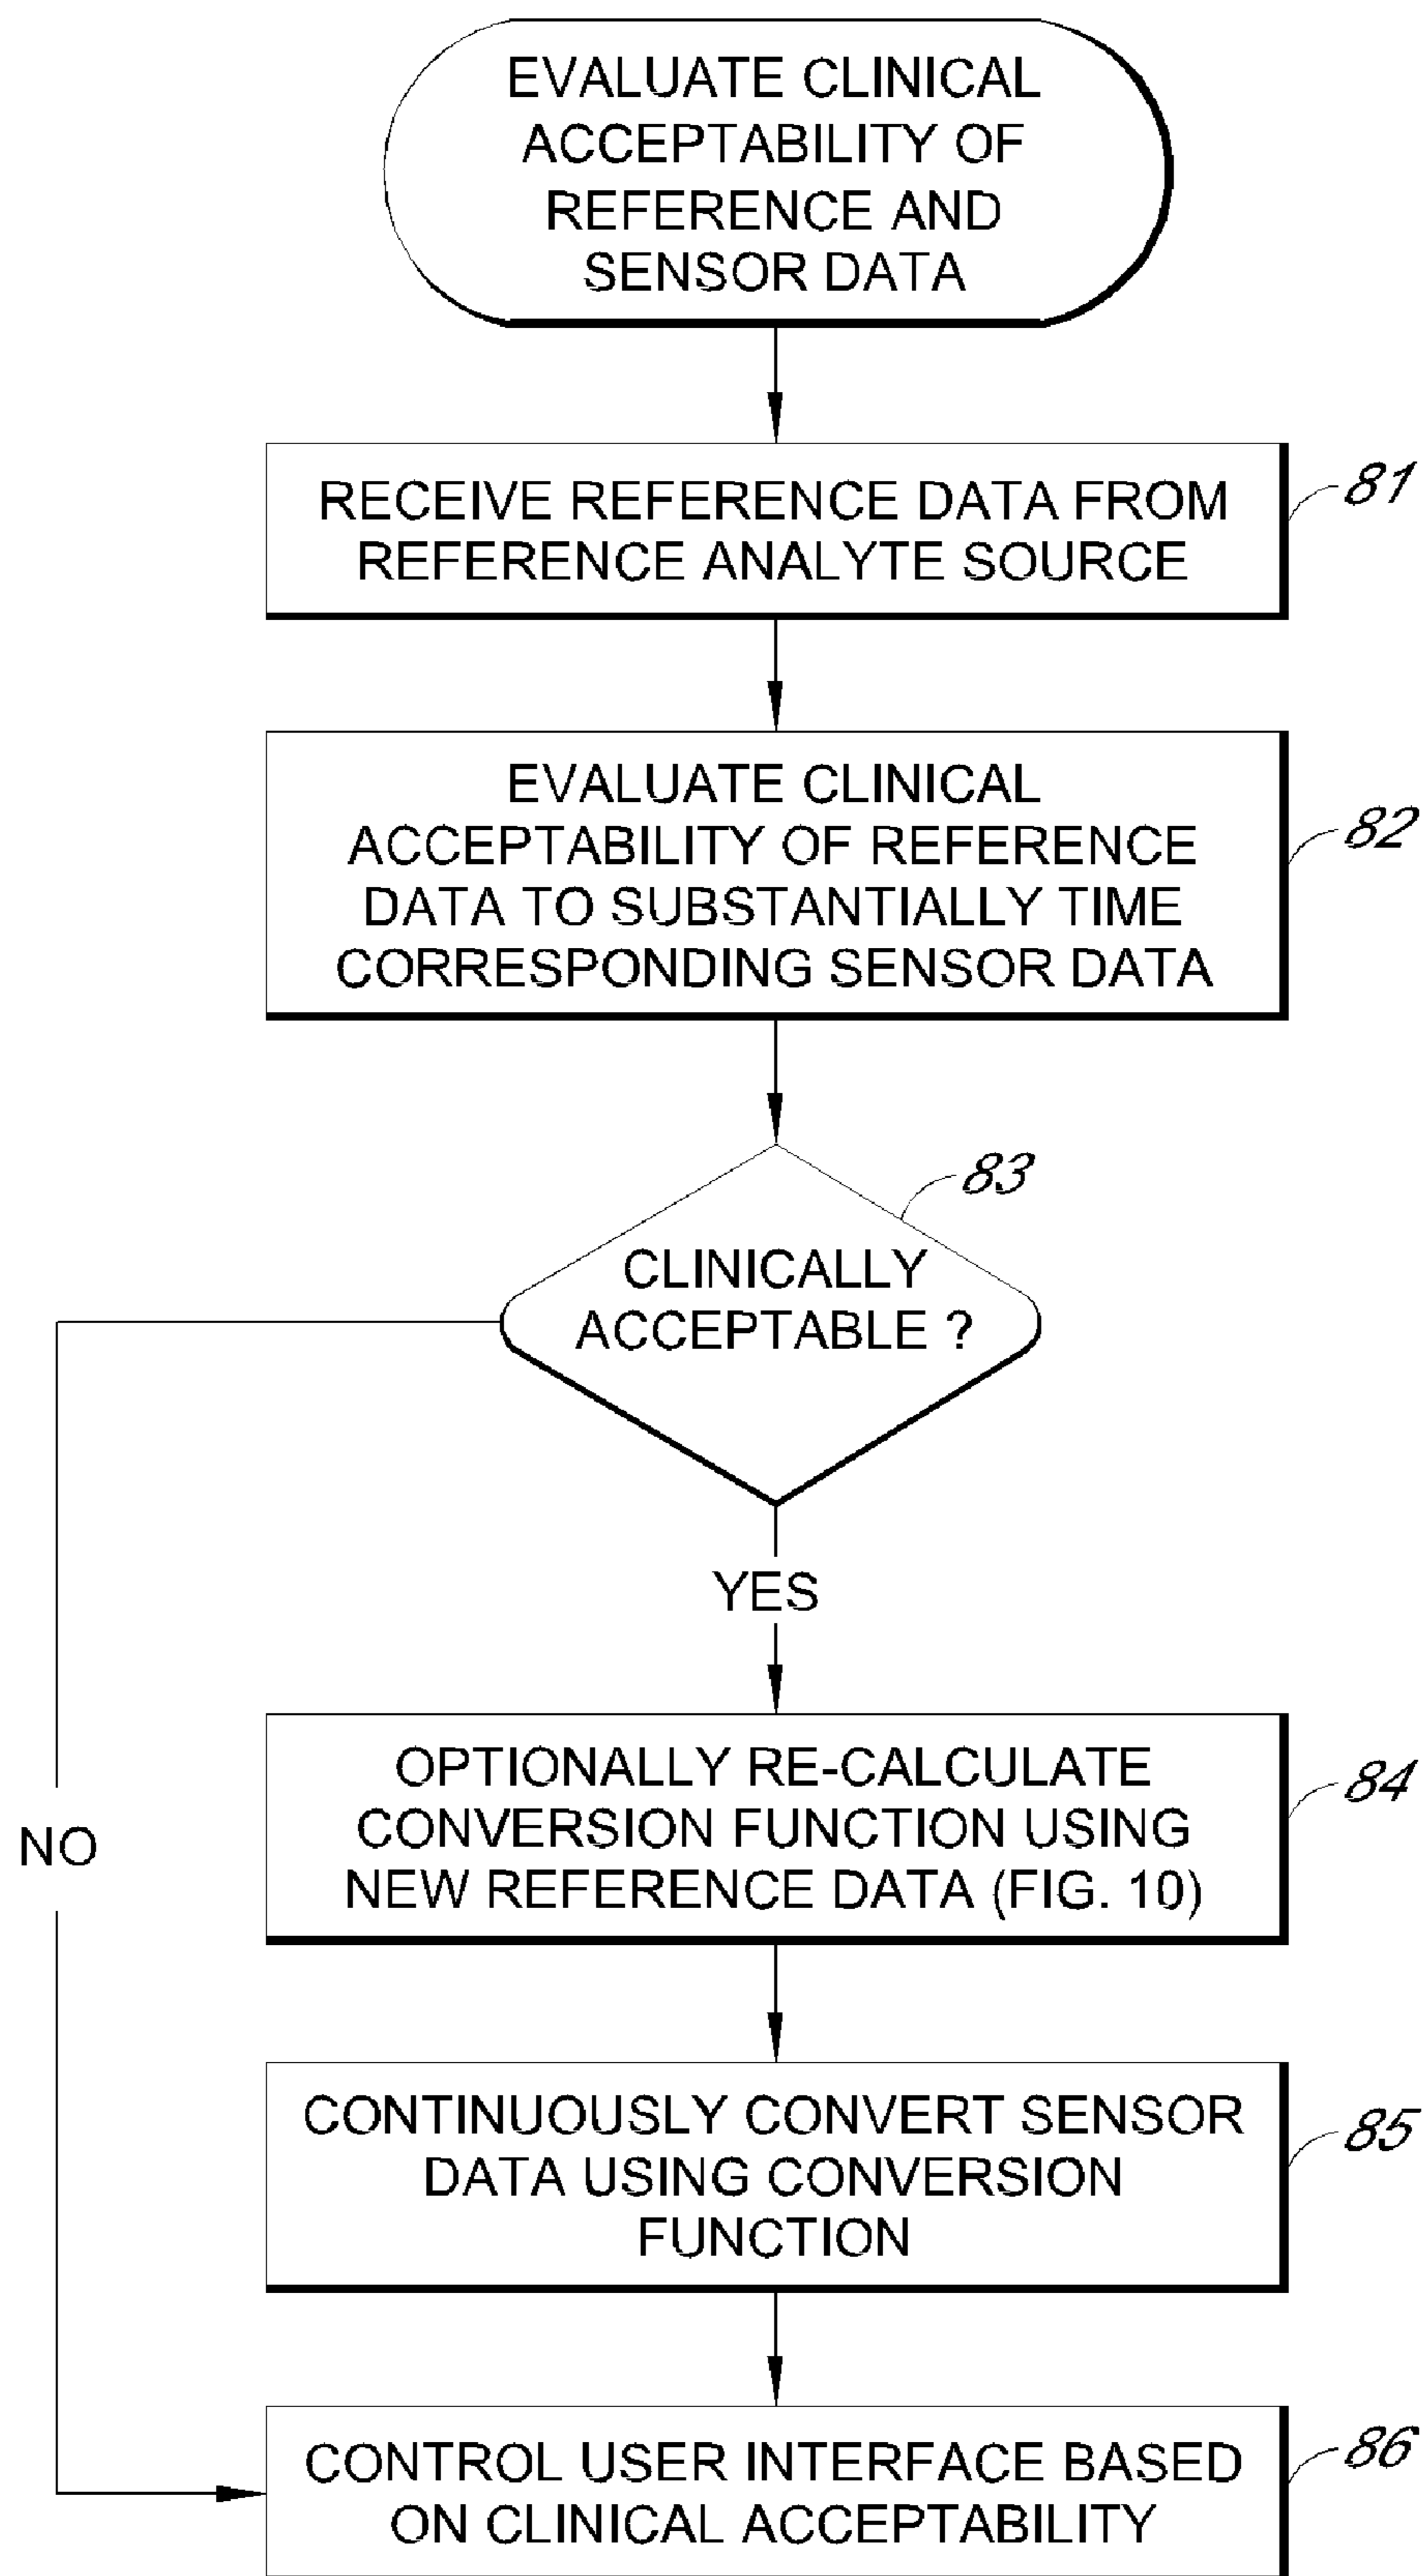 EVALUATE CLINICAL
ACCEPTABILITY OF
REFERENCE AND
SENSOR DATA
RECEIVE REFERENCE DATA FROM
REFERENCE ANALYTE SOURCE
81
EVALUATE CLINICAL
ACCEPTABILITY OF REFERENCE
DATA TO SUBSTANTIALLY TIME
CORRESPONDING SENSOR DATA
82
83
CLINICALLY
ACCEPTABLE ?
YES
NO
OPTIONALLY RE-CALCULATE
CONVERSION FUNCTION USING
NEW REFERENCE DATA (FIG. 10)
84
CONTINUOUSLY CONVERT SENSOR
DATA USING CONVERSION
FUNCTION
85
CONTROL USER INTERFACE BASED
ON CLINICAL ACCEPTABILITY
86